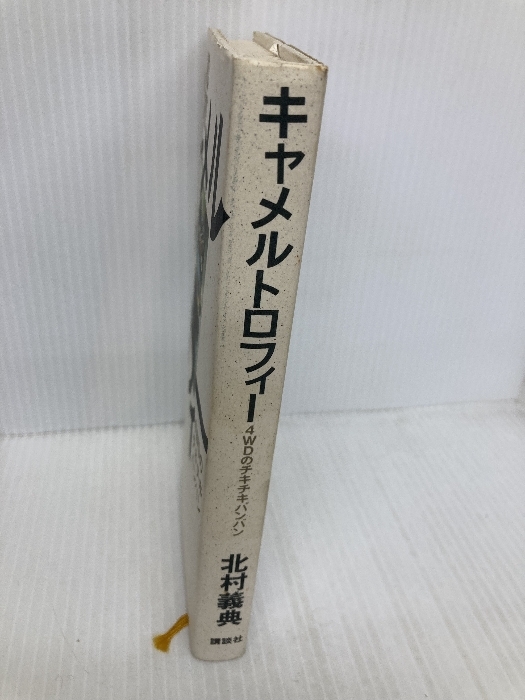 キャメルトロフィー
4WDのチキチキバンバン
北村義典
講談社